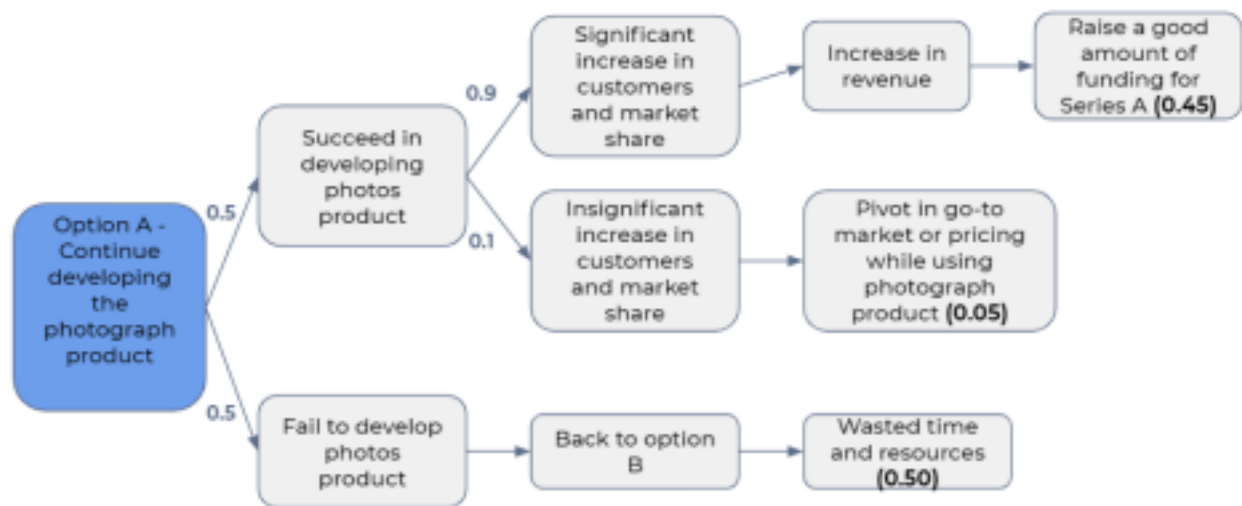 Option A -
Continue
developing
the
photograph
product
0.5
0.5
Succeed in
developing
photos
product
0.9
0.1
Significant
increase in
customers
and market
share
Increase in
revenue
Raise a good
amount of
funding for
Series A (0.45)
Insignificant
increase in
customers
and market
share
Pivot in go-to
market or pricing
while using
photograph
product (0.05)
Fail to develop
photos
product
Back to option
B
Wasted time
and resources
(0.50)